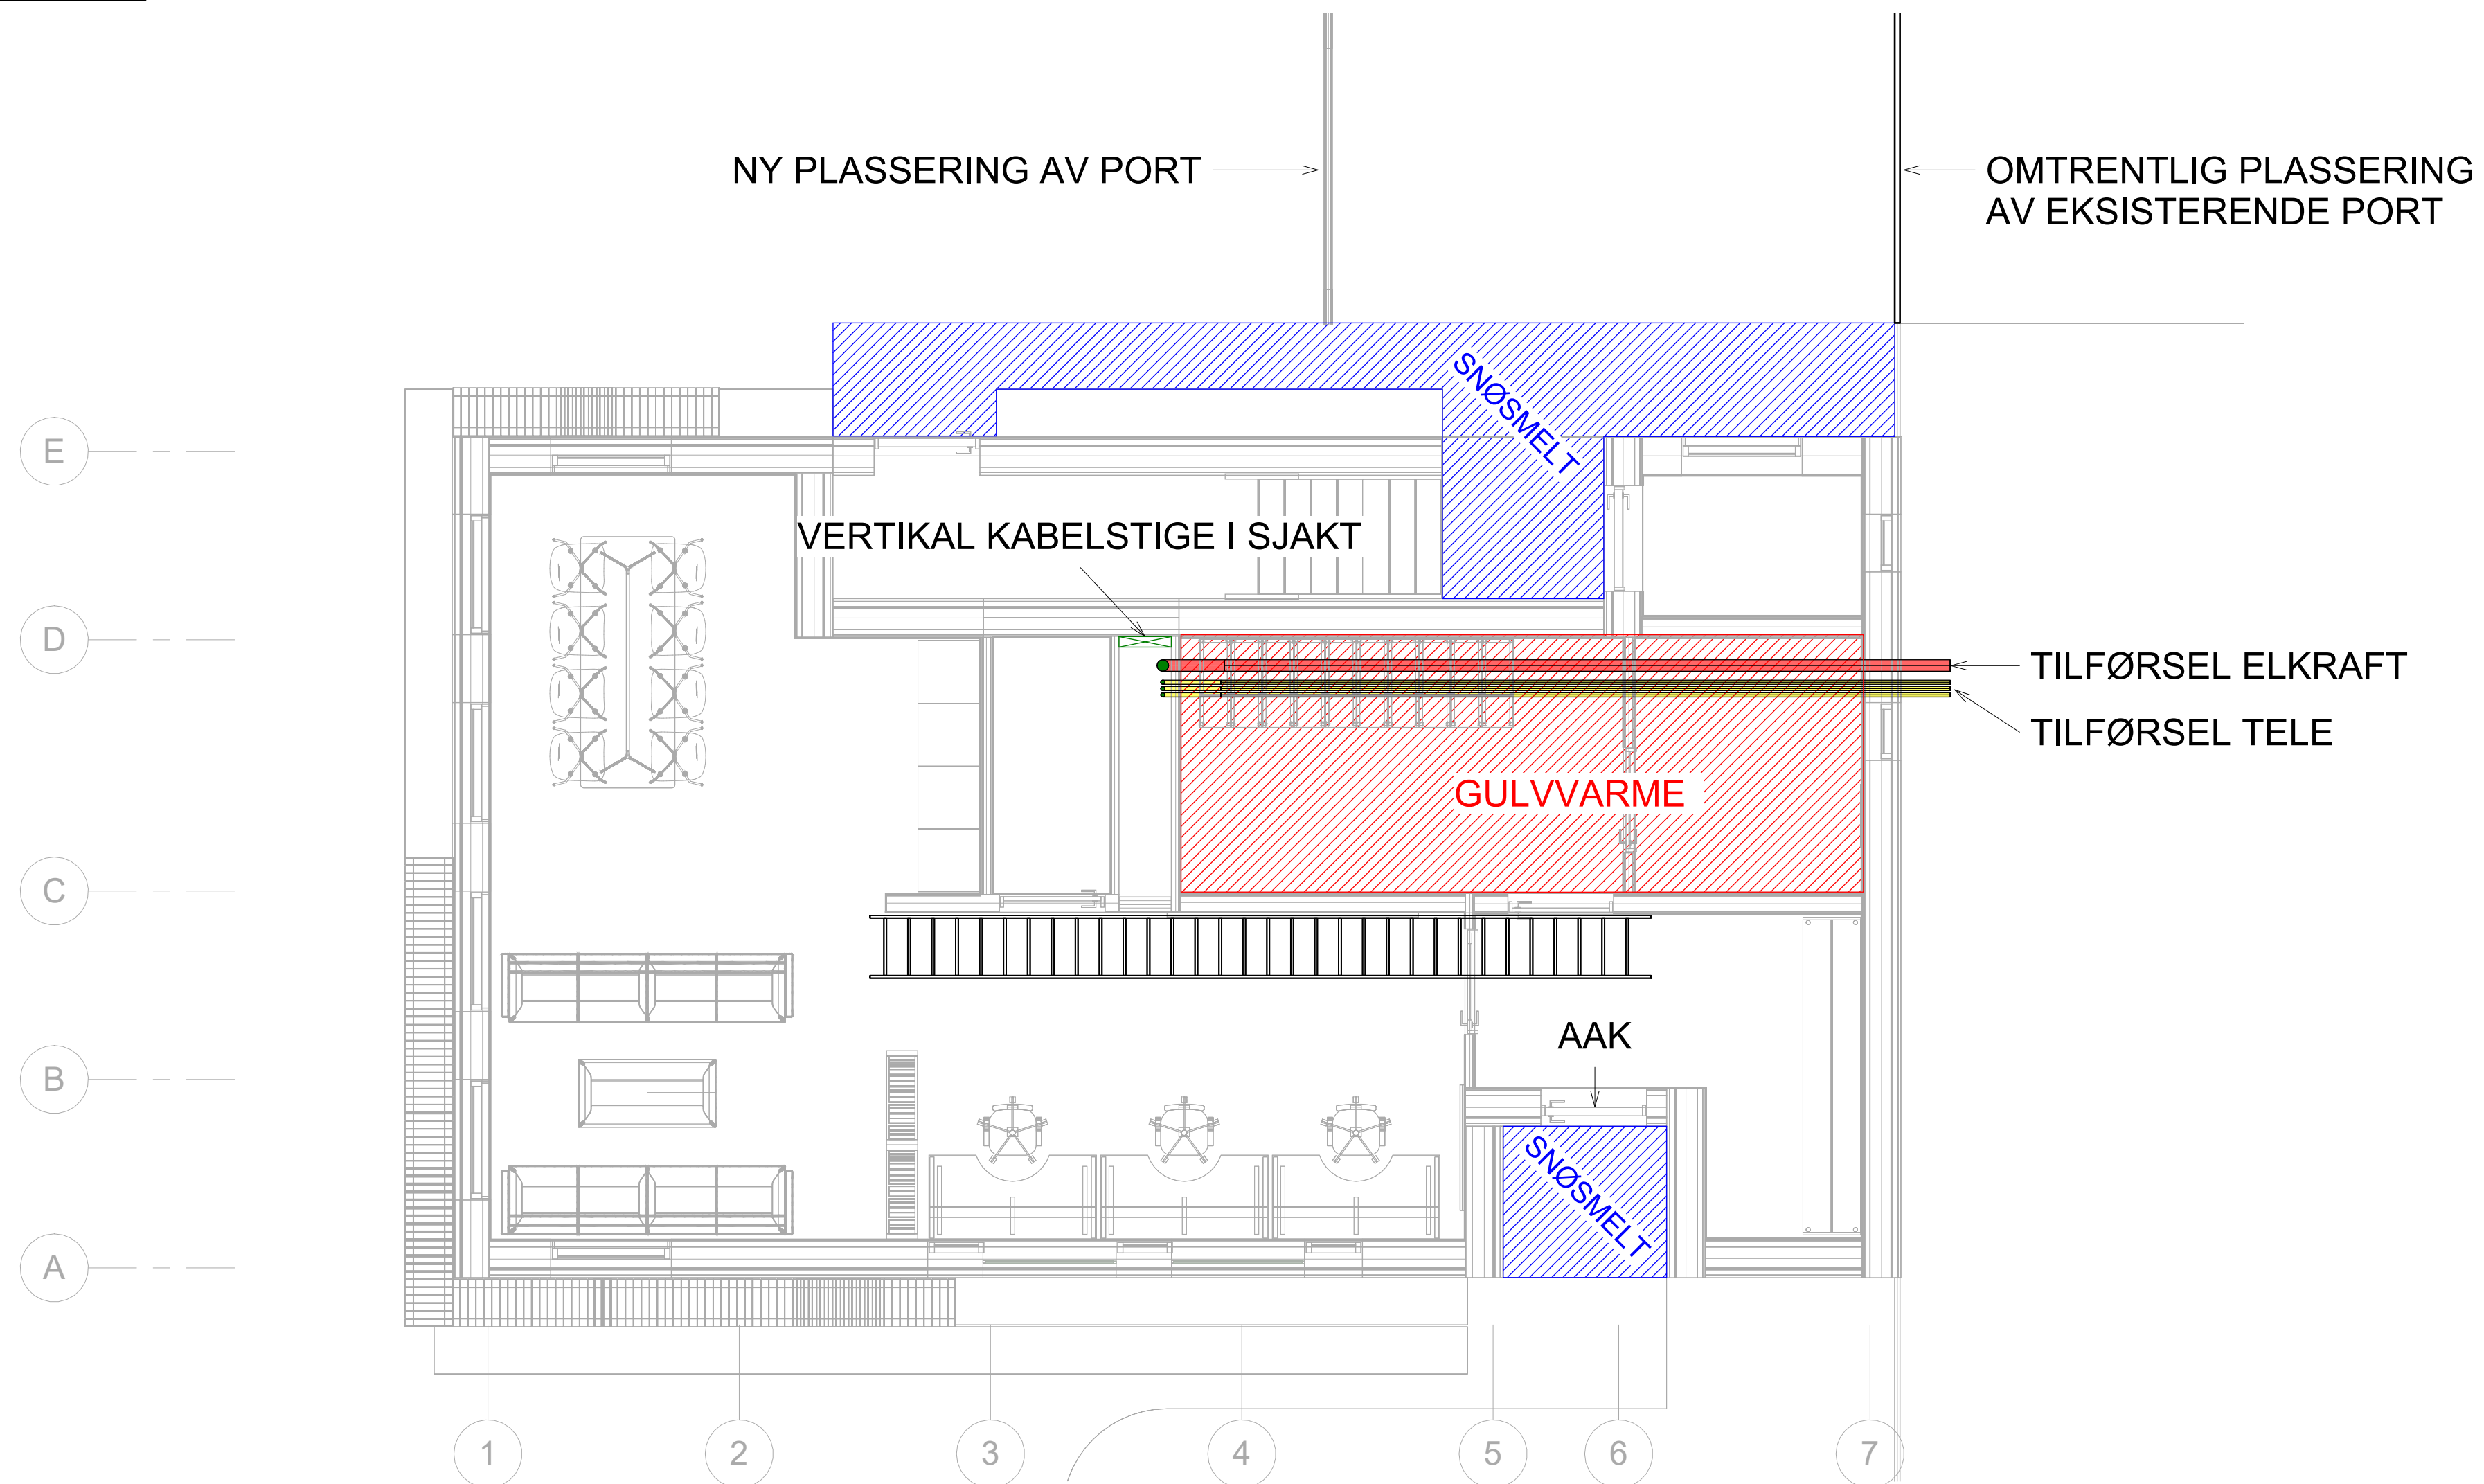 NY PLASSERING AV PORT
OMTRENTLIG PLASSERING
AV EKSISTERENDE PORT
SNØSMELT
E
VERTIKAL KABELSTIGE I SJAKT
D
TILFØRSEL ELKRAFT
TILFØRSEL TELE
GULVVARME
C
AAK
B
SNØSMELT
A
1
2
3
4
5
6
7